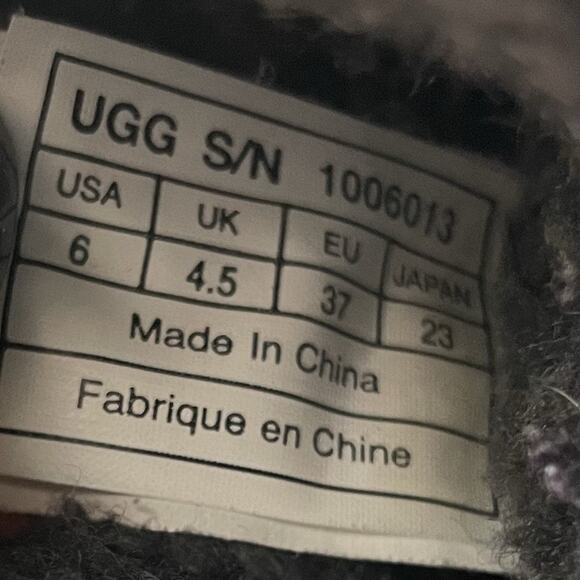 UGG S/N 1006013
USA UK EU JAPAN
6 4.5 37 23
Made In China
Fabrique en Chine